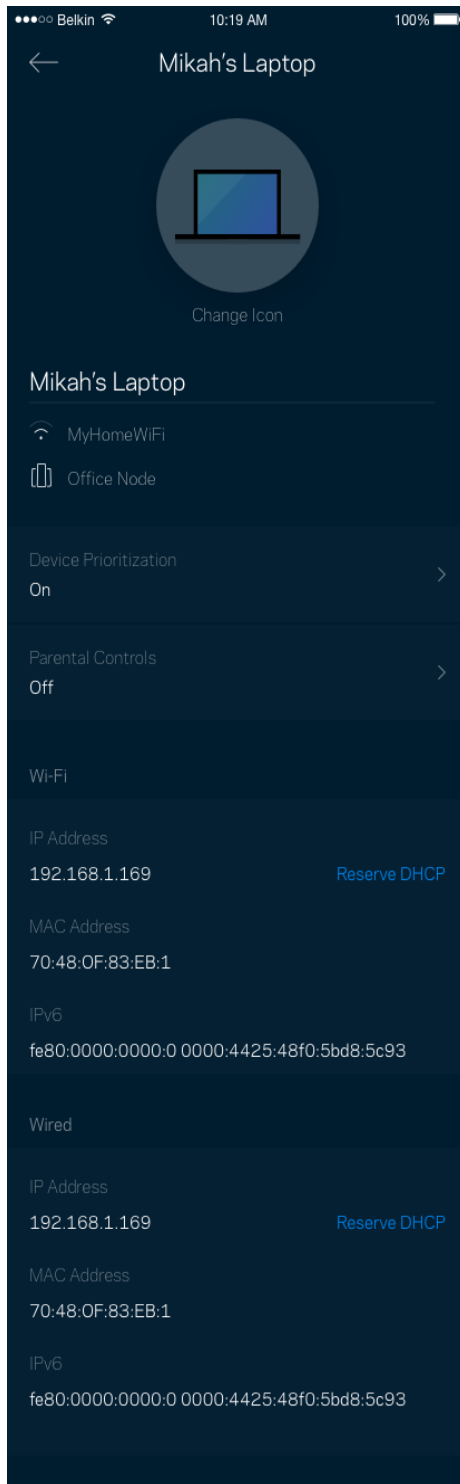 Belkin 10:19 AM 100%
Mikah's Laptop
Change Icon
Mikah's Laptop
MyHomeWiFi
Office Node
Device Prioritization
On
Parental Controls
Off
Wi-Fi
IP Address
192.168.1.169 Reserve DHCP
MAC Address
70:48:0F:83:EB:1
IPv6
fe80:0000:0000:0 0000:4425:48f0:5bd8:5c93
Wired
IP Address
192.168.1.169 Reserve DHCP
MAC Address
70:48:0F:83:EB:1
IPv6
fe80:0000:0000:0 0000:4425:48f0:5bd8:5c93